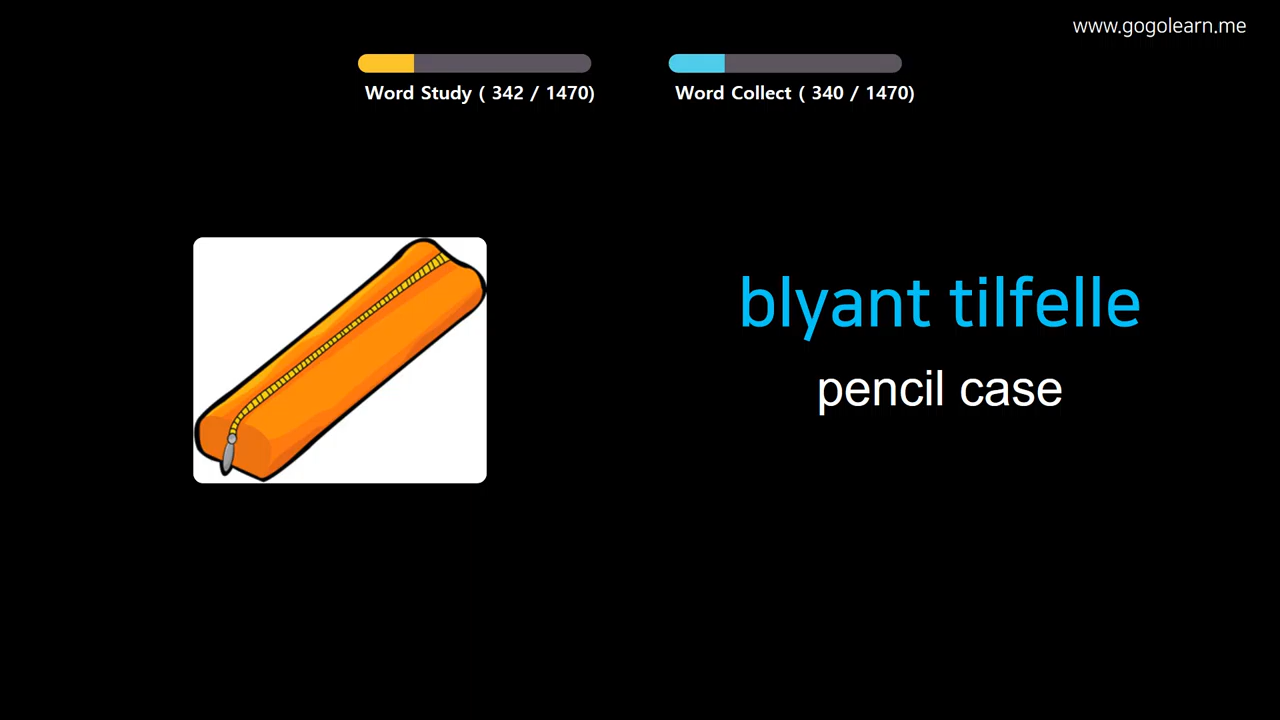 www.gogolearn.me
Word Study ( 342 / 1470)
Word Collect ( 340 / 1470)
blyant tilfelle
pencil case